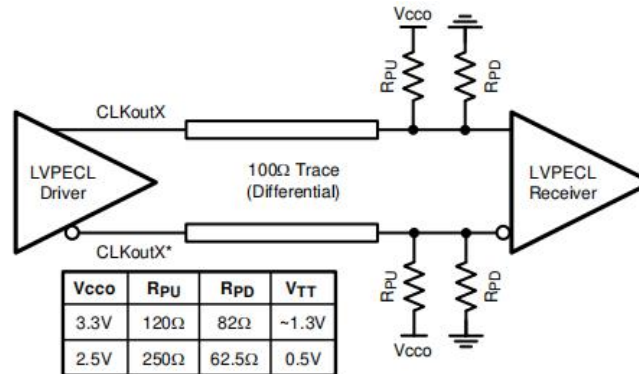 Vcco
RPU
RPD
CLKoutX
LVPECL
Driver
100Ω Trace
(Differential)
LVPECL
Receiver
CLKoutX*
RPU
RPD
Vcco
Vcco RPU RPD VTT
3.3V 120Ω 82Ω ~1.3V
2.5V 250Ω 62.5Ω 0.5V